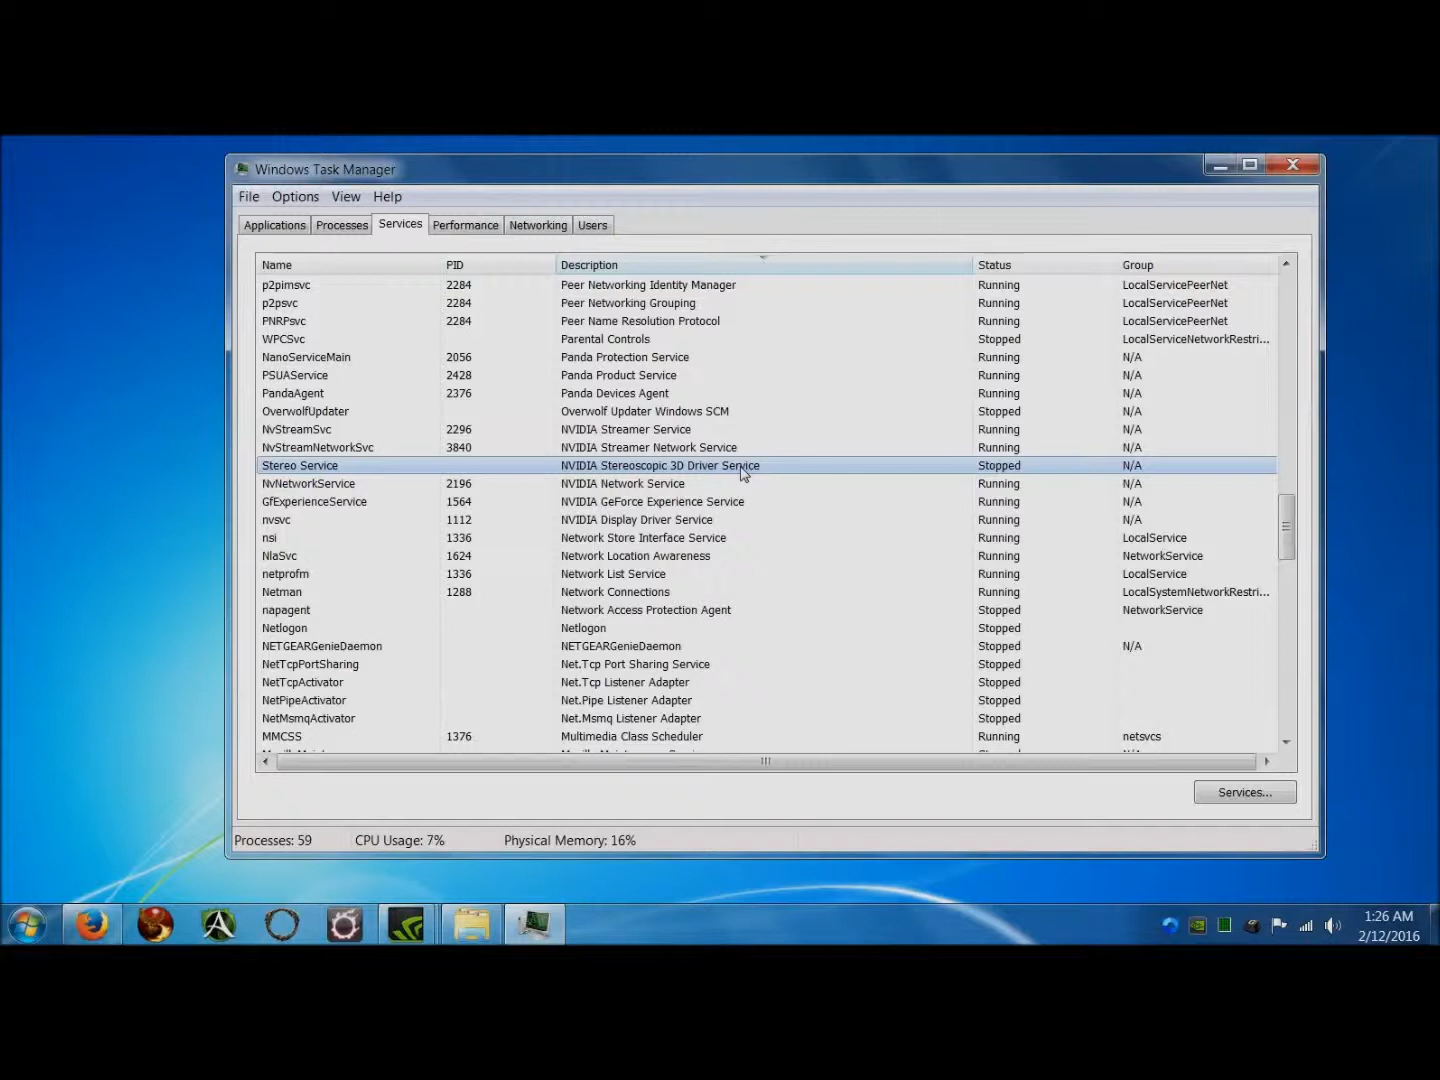 Windows Task Manager
File Options View Help
Applications Processes Services Performance Networking Users
Name PID Description Status Group
p2pimsvc 2284 Peer Networking Identity Manager Running LocalServicePeerNet
p2psvc 2284 Peer Networking Grouping Running LocalServicePeerNet
PNRPsvc 2284 Peer Name Resolution Protocol Running LocalServicePeerNet
WPCSvc Parental Controls Stopped LocalServiceNetworkRestri...
NanoServiceMain 2056 Panda Protection Service Running N/A
PSUAService 2428 Panda Product Service Running N/A
PandaAgent 2376 Panda Devices Agent Running N/A
OverwolfUpdater Overwolf Updater Windows SCM Stopped N/A
NvStreamSvc 2296 NVIDIA Streamer Service Running N/A
NvStreamNetworkSvc 3840 NVIDIA Streamer Network Service Running N/A
Stereo Service NVIDIA Stereoscopic 3D Driver Service Stopped N/A
NvNetworkService 2196 NVIDIA Network Service Running N/A
GfExperienceService 1564 NVIDIA GeForce Experience Service Running N/A
nvsvc 1112 NVIDIA Display Driver Service Running N/A
nsi 1336 Network Store Interface Service Running LocalService
NlaSvc 1624 Network Location Awareness Running NetworkService
netprofm 1336 Network List Service Running LocalService
Netman 1288 Network Connections Running LocalSystemNetworkRestri...
napagent Network Access Protection Agent Stopped NetworkService
Netlogon Netlogon Stopped
NETGEARGenieDaemon NETGEARGenieDaemon Stopped N/A
NetTcpPortSharing Net.Tcp Port Sharing Service Stopped
NetTcpActivator Net.Tcp Listener Adapter Stopped
NetPipeActivator Net.Pipe Listener Adapter Stopped
NetMsmqActivator Net.Msmq Listener Adapter Stopped
MMCSS 1376 Multimedia Class Scheduler Running netsvcs
Services...
Processes: 59 CPU Usage: 7% Physical Memory: 16%
1:26 AM
2/12/2016